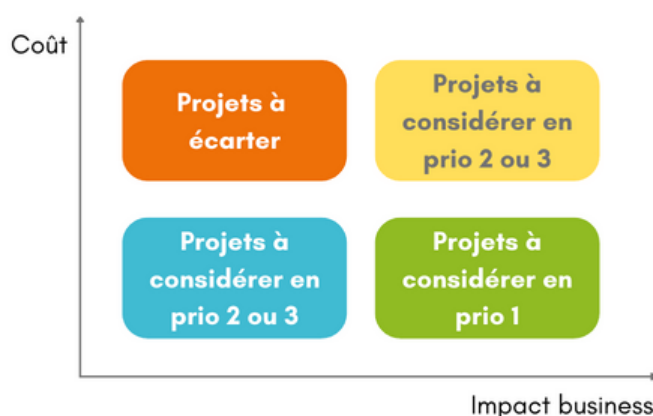 Coût
Projets à
écarter
Projets à
considérer en
prio 2 ou 3
Projets à
considérer en
prio 2 ou 3
Projets à
considérer en
prio 1
Impact business